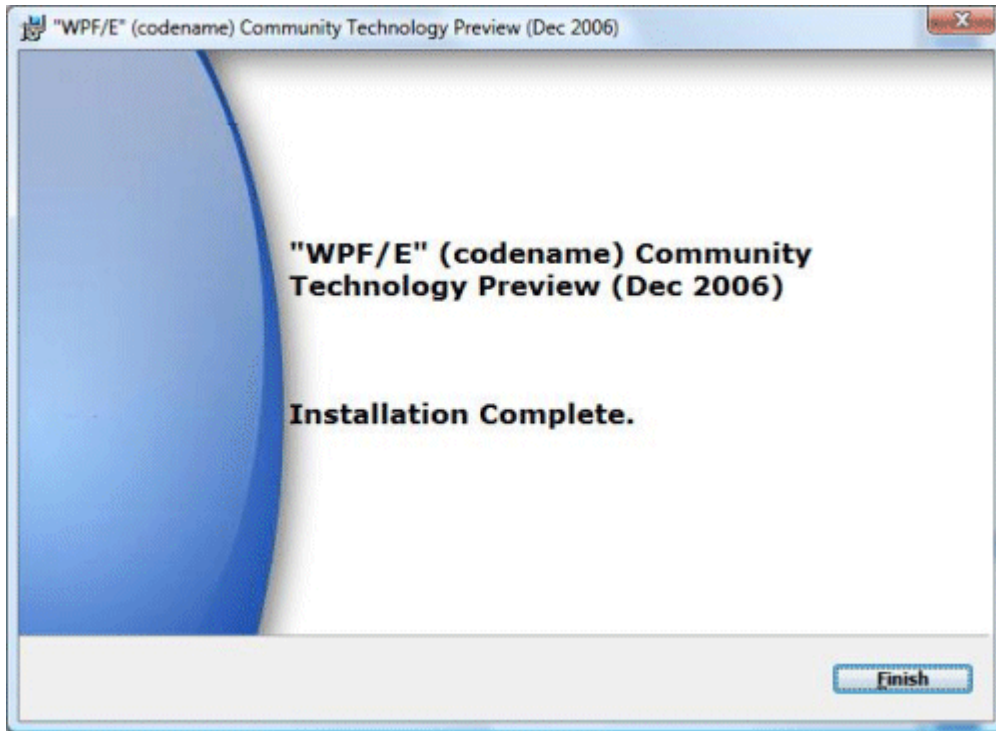 "WPF/E" (codename) Community Technology Preview (Dec 2006)
"WPF/E" (codename) Community
Technology Preview (Dec 2006)
Installation Complete.
Finish